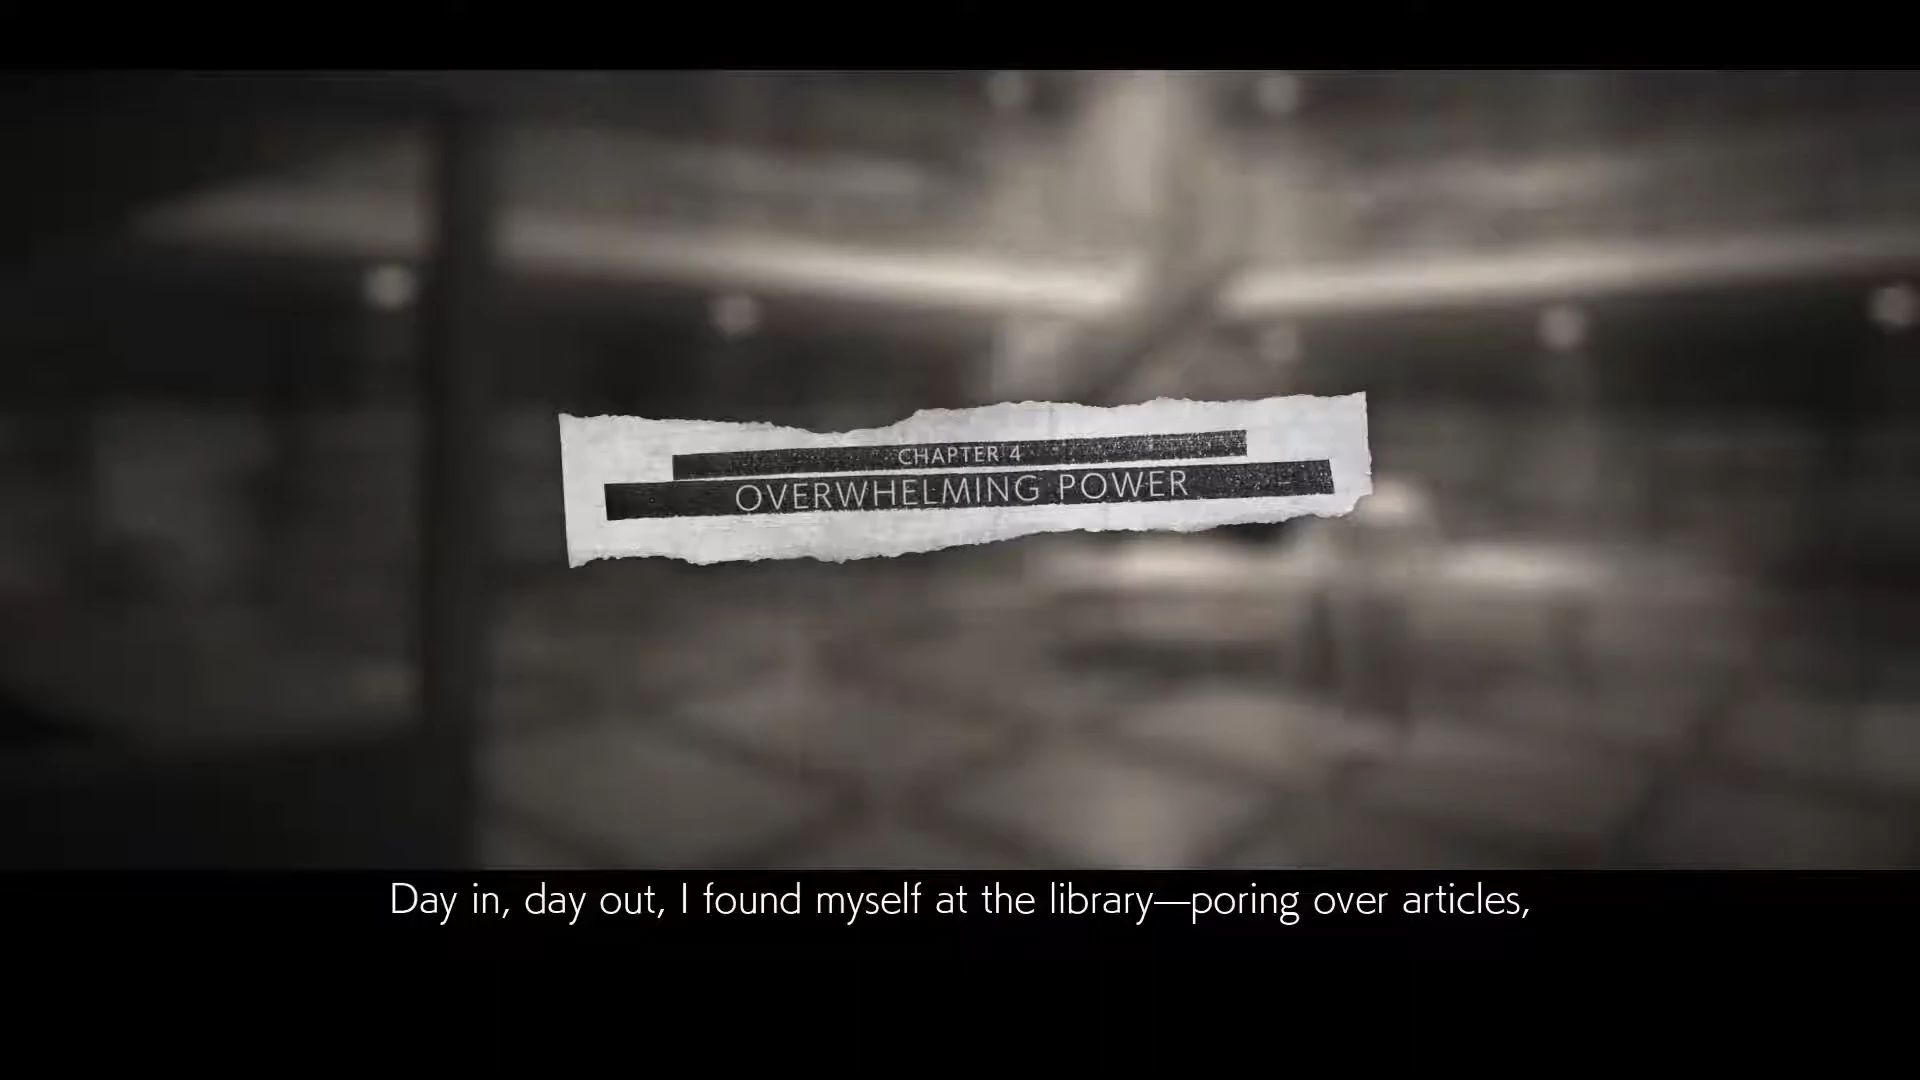 CHAPTER 4
OVERWHELMING POWER
Day in, day out, I found myself at the library—poring over articles,